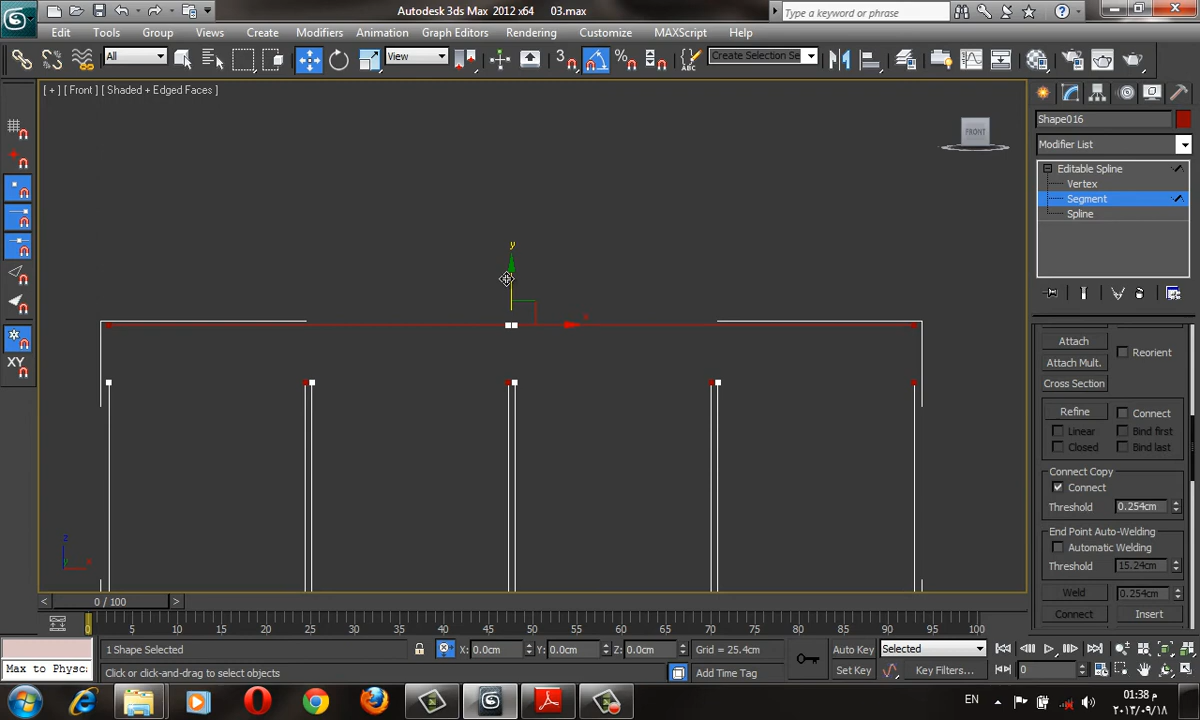 Autodesk 3ds Max 2012 x64 03.max
Type a keyword or phrase
Edit Tools Group Views Create Modifiers Animation Graph Editors Rendering Customize MAXScript Help
All View 3 Create Selection Se
[ + ] [ Front ] [ Shaded + Edged Faces ]
FRONT
y
x
z
x
XY
Shape016
Modifier List
Editable Spline
Vertex
Segment
Spline
Attach
Reorient
Attach Mult.
Cross Section
Refine Connect
Linear Bind first
Closed Bind last
Connect Copy
Connect
Threshold 0.254cm
End Point Auto-Welding
Automatic Welding
Threshold 15.24cm
Weld 0.254cm
Connect Insert
< 0 / 100 >
0 5 10 15 20 25 30 35 40 45 50 55 60 65 70 75 80 85 90 95 100
1 Shape Selected X: 0.0cm Y: 0.0cm Z: 0.0cm Grid = 25.4cm Auto Key Selected
Max to Physc Click or click-and-drag to select objects Add Time Tag Set Key Key Filters... 0
EN
01:38 م
٢٠١٣/٠٩/١٨